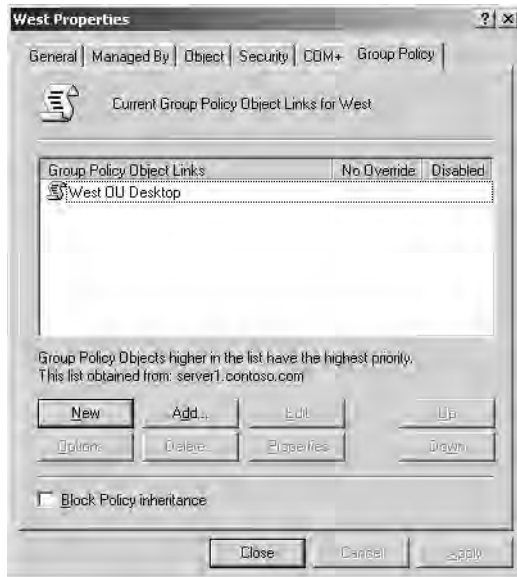 West Properties ? ×
General Managed By Object Security COM+ Group Policy
Current Group Policy Object Links for West
Group Policy Object Links No Override Disabled
West OU Desktop
Group Policy Objects higher in the list have the highest priority.
This list obtained from: server1.contoso.com
New Add... Edit Up
Options Delete Properties Down
Block Policy inheritance
Close Cancel Apply